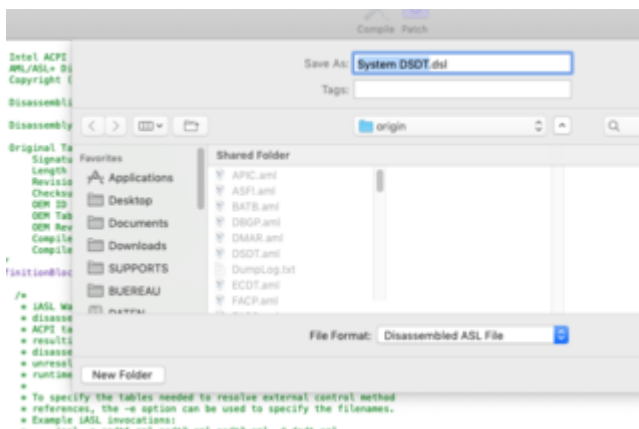 Compile Patch
Intel ACPI
AML/ASL+ Di
Copyright (
Disassembli
Disassembly
Original Ta
Signatu
Length
Revisio
Checksu
OEM ID
OEM Tab
OEM Rev
Compile
Compile
finitionBloc
/*
* iASL Wa
* disasse
* ACPI ta
* resulti
* disasse
* unresol
* runtime
*
* To specify the tables needed to resolve external control method
* references, the -e option can be used to specify the filenames.
* Example iASL invocations:
Save As: System DSDT.dsl
Tags:
origin
Favorites
Applications
Desktop
Documents
Downloads
SUPPORTS
BUEREAU
DATEN
Shared Folder
APIC.aml
ASF!.aml
BATB.aml
DBGP.aml
DMAR.aml
DSDT.aml
DumpLog.txt
ECDT.aml
FACP.aml
File Format: Disassembled ASL File
New Folder